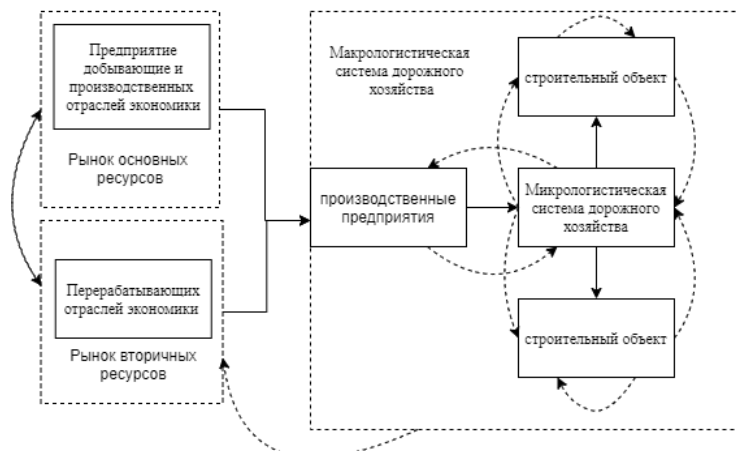 Предприятие
добывающие и
производственных
отраслей экономики
Рынок основных
ресурсов
Перерабатывающих
отраслей экономики
Рынок вторичных
ресурсов
Макрологистическая
система дорожного
хозяйства
строительный объект
производственные
предприятия
Микрологистическая
система дорожного
хозяйства
строительный объект